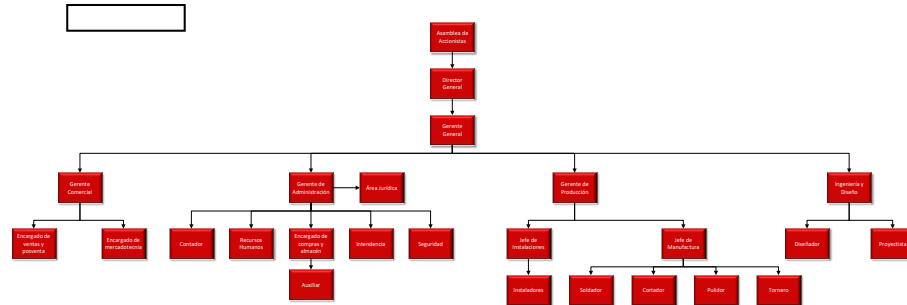 Asamblea de
Accionistas
Director
General
Gerente
General
Gerente
Comercial
Gerente de
Administración
Área Jurídica
Gerente de
Producción
Ingeniería y
Diseño
Encargado de
ventas y
posventa
Encargado de
mercadotecnia
Contador
Recursos
Humanos
Encargado de
compras y
almacén
Intendencia
Seguridad
Jefe de
Instalaciones
Jefe de
Manufactura
Diseñador
Proyectista
Auxiliar
Instaladores
Soldador
Cortador
Pulidor
Tornero